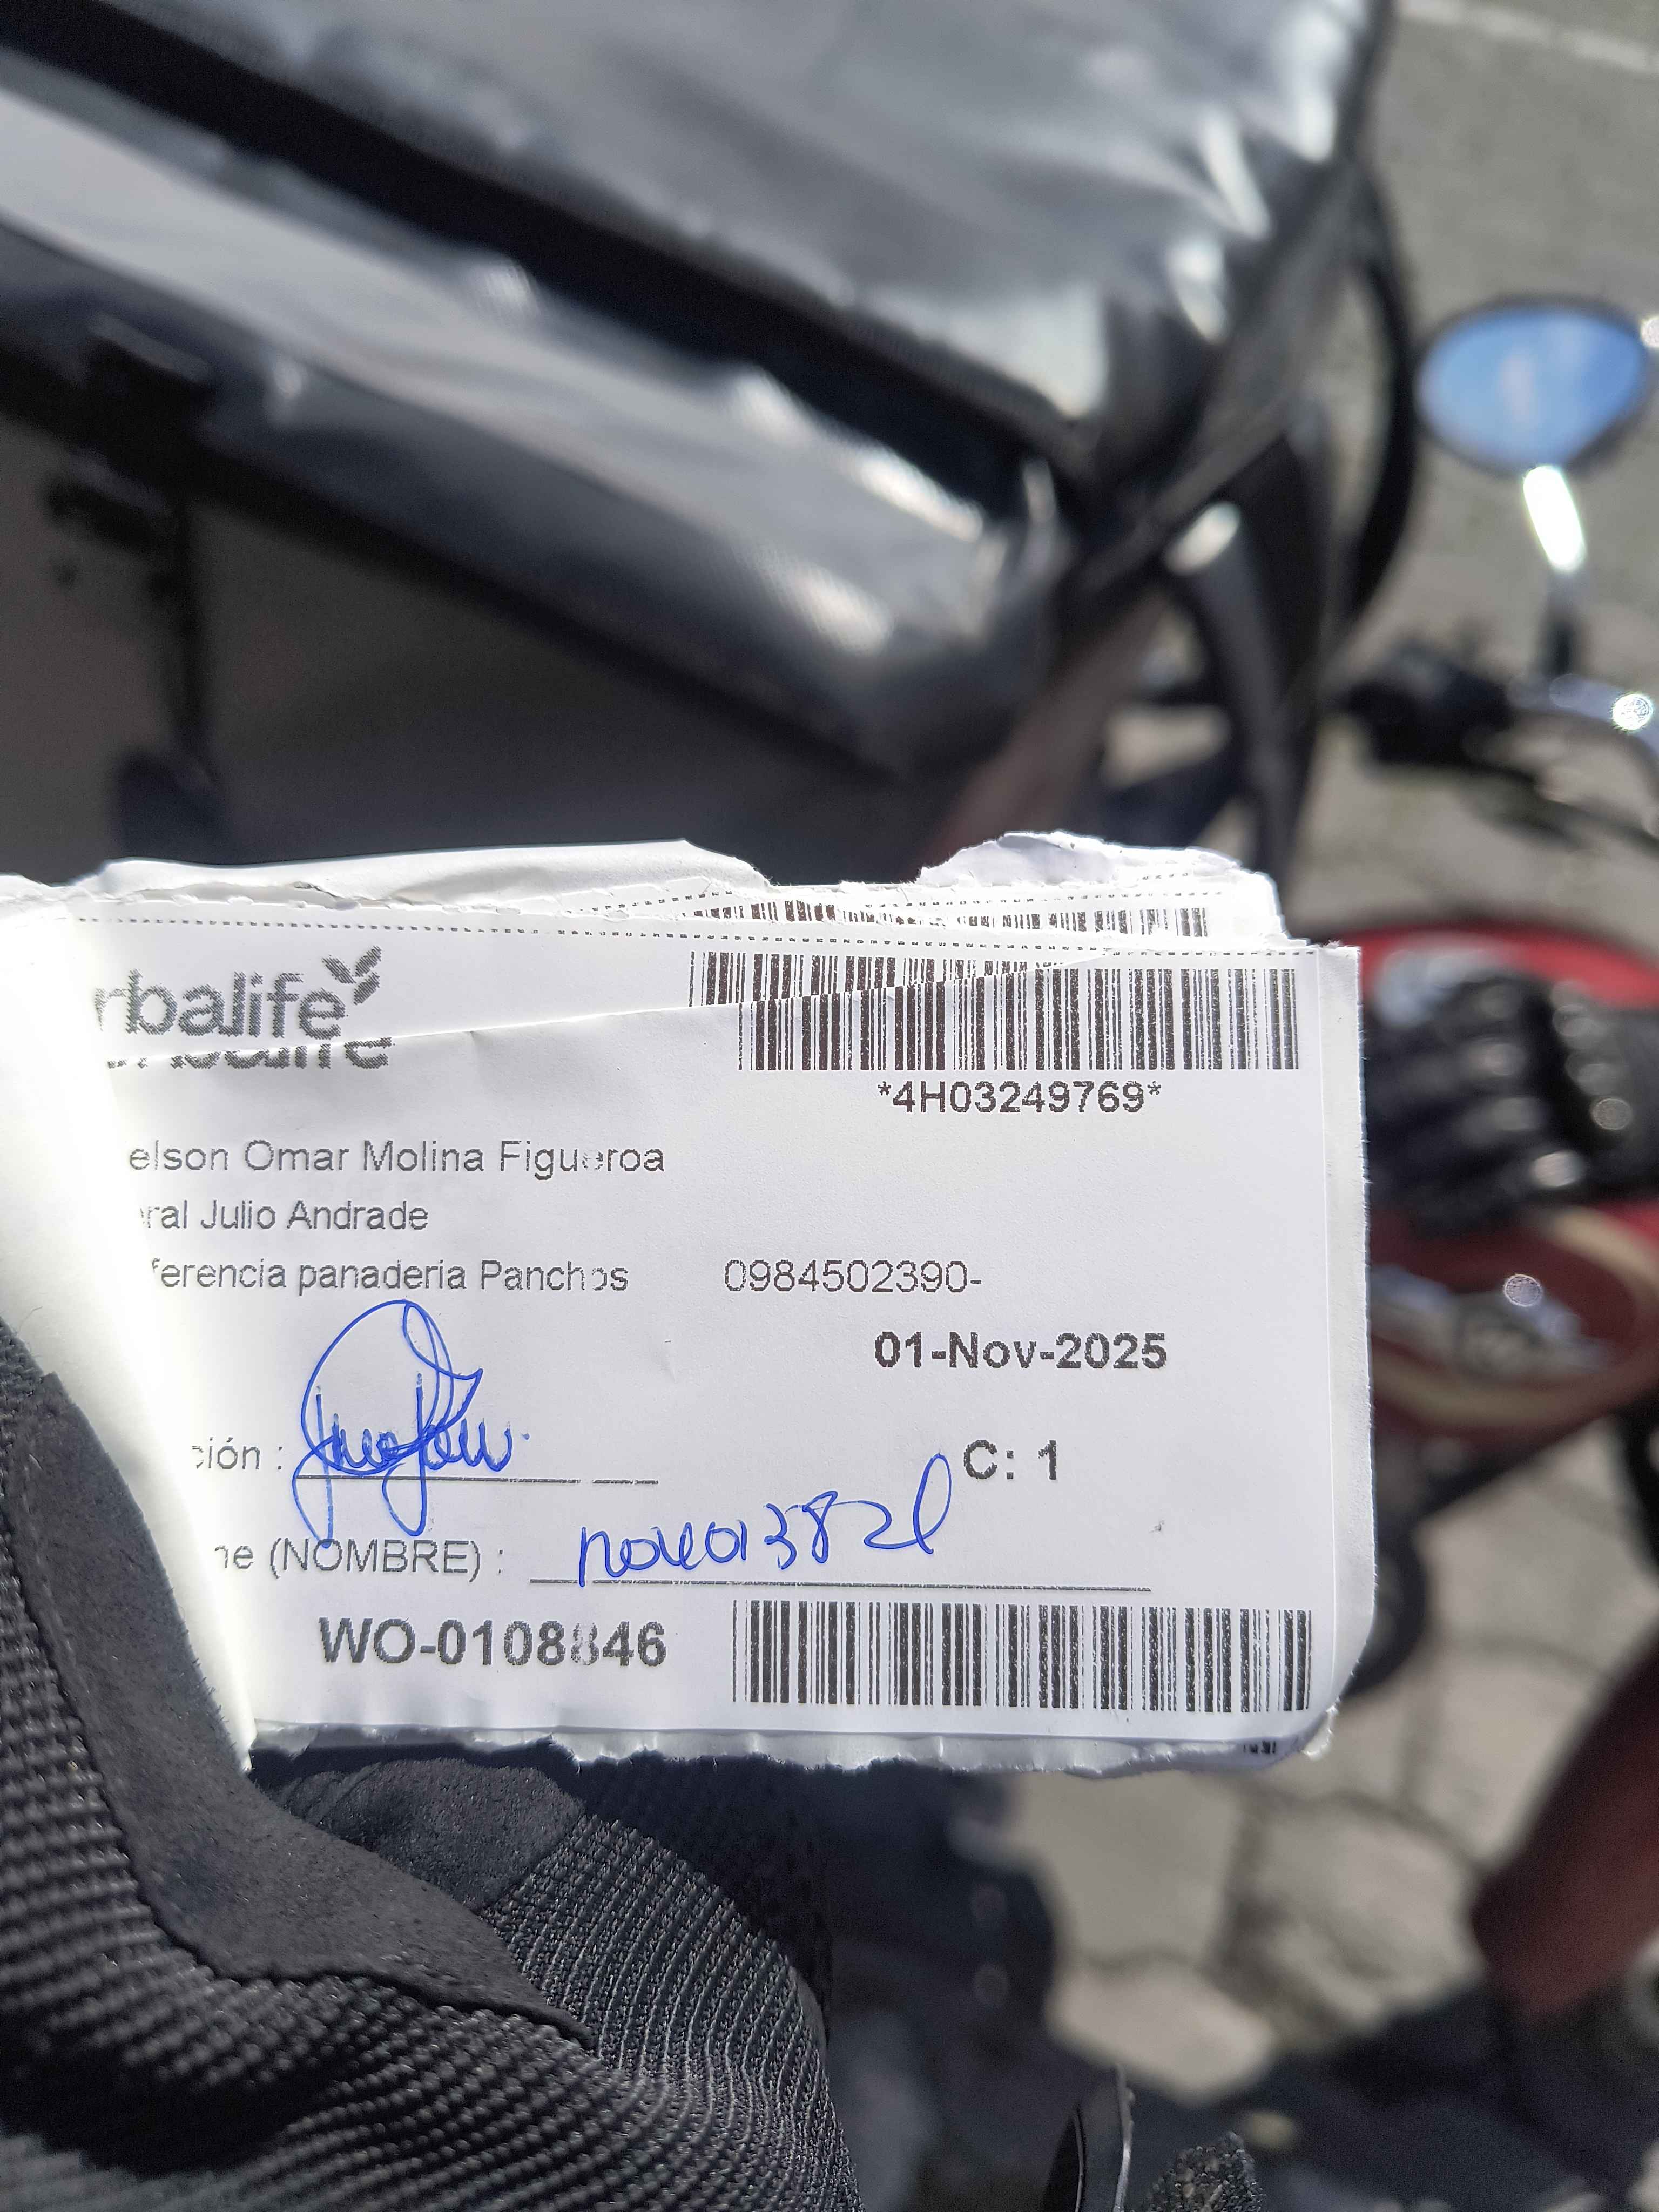 rbalife
*4H03249769*
elson Omar Molina Figueroa
ral Julio Andrade
ferencia panaderia Panchos 0984502390-
01-Nov-2025
ción :
C: 1
ne (NOMBRE) :
WO-0108846